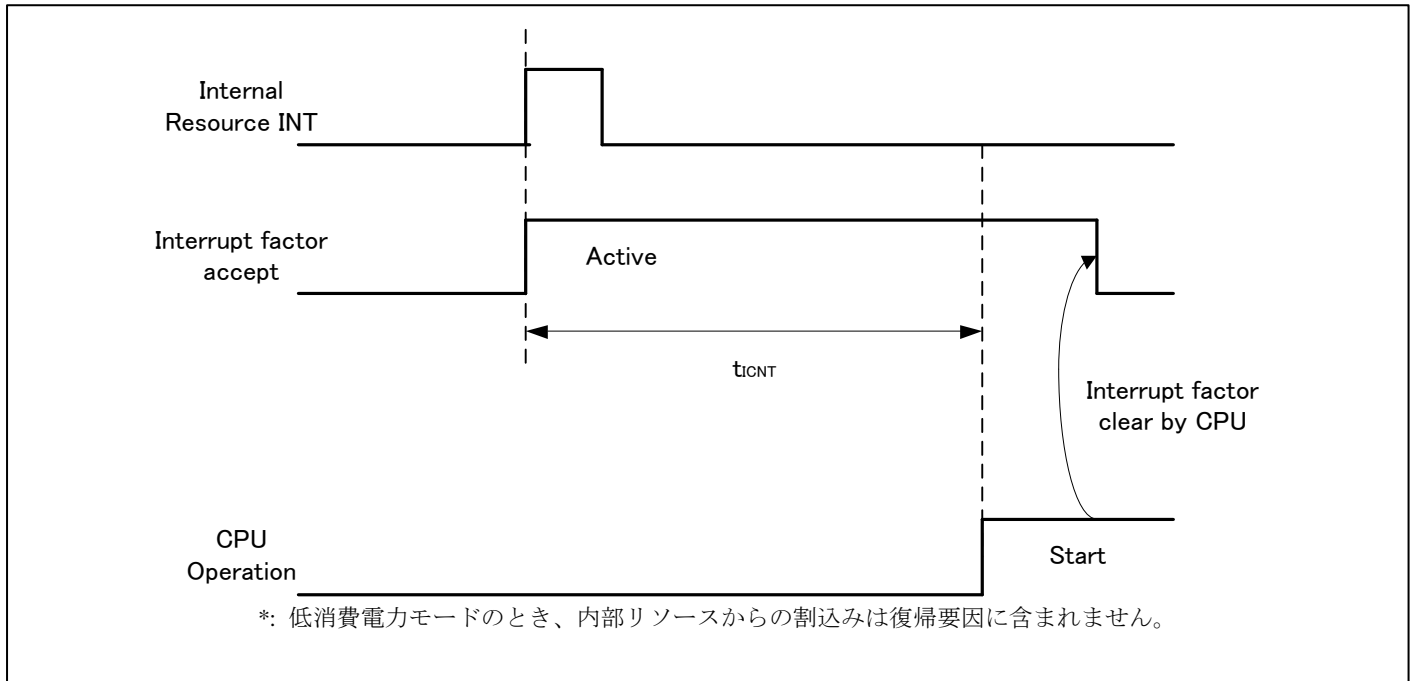 Internal
Resource INT
Interrupt factor
accept
Active
tICNT
Interrupt factor
clear by CPU
CPU
Operation
Start
*: 低消費電力モードのとき、内部リソースからの割込みは復帰要因に含まれません。